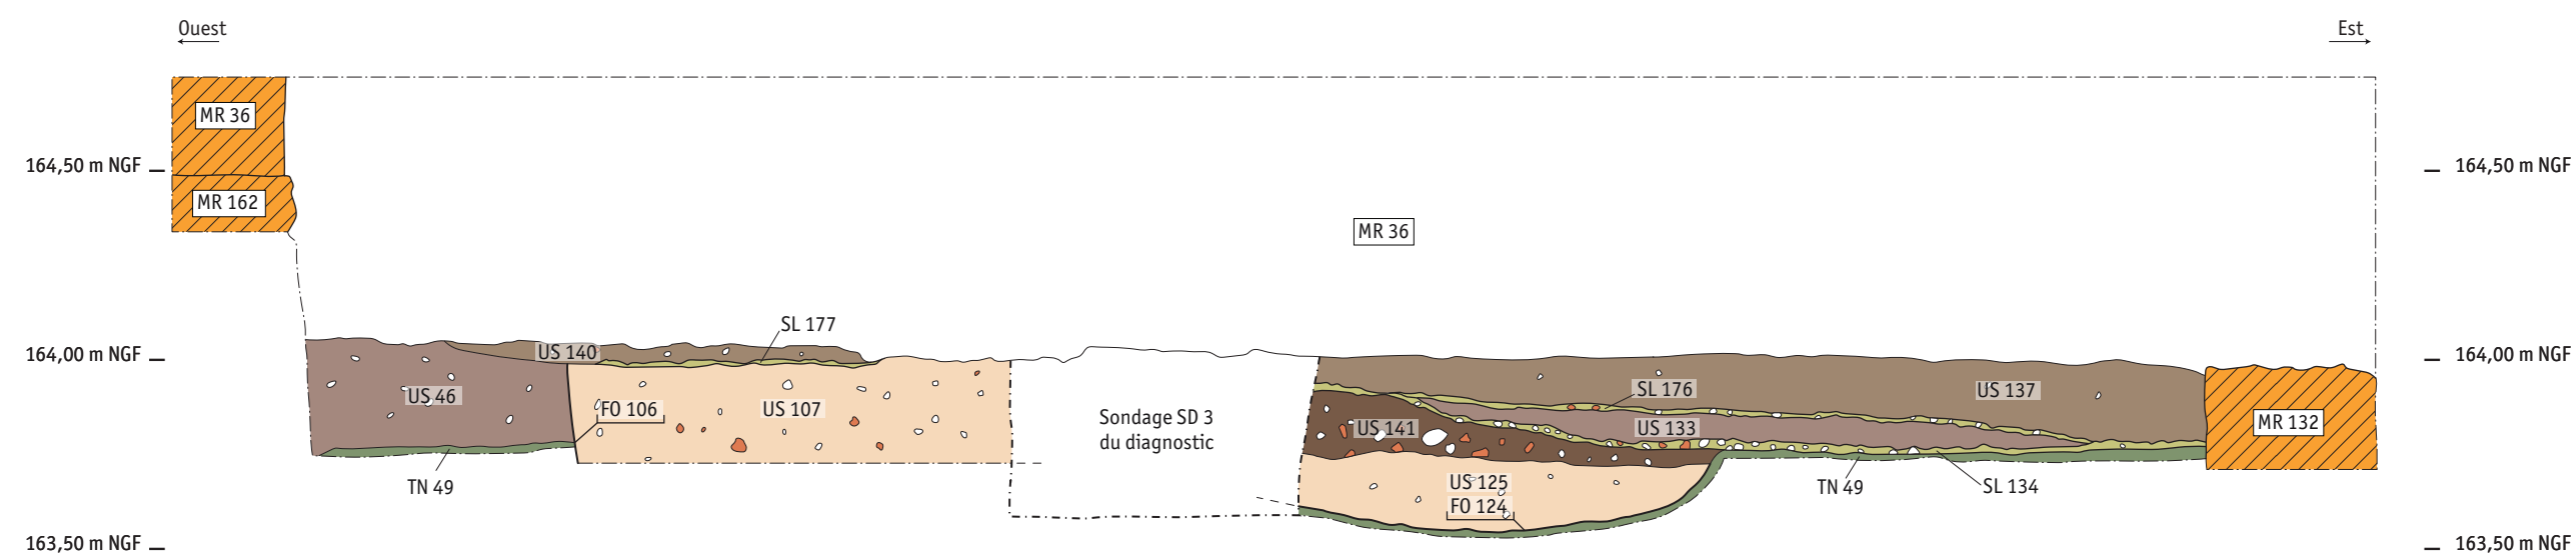 Ouest
Est
MR 36
164,50 m NGF
164,50 m NGF
MR 162
MR 36
SL 177
164,00 m NGF
US 140
164,00 m NGF
US 46
FO 106
US 107
Sondage SD 3
du diagnostic
SL 176
US 137
US 141
US 133
MR 132
TN 49
US 125
FO 124
TN 49
SL 134
163,50 m NGF
163,50 m NGF